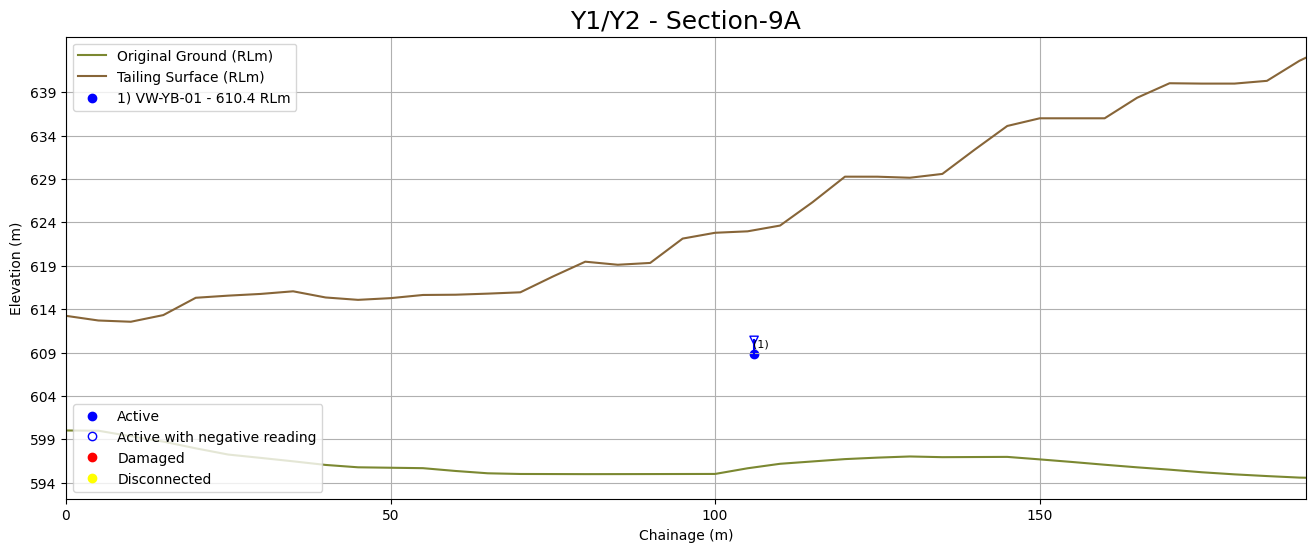 Y1/Y2 - Section-9A
Original Ground (RLm)
Tailing Surface (RLm)
1) VW-YB-01 - 610.4 RLm
639
634
629
624
619
614
609
604
599
594
Elevation (m)
1)
Active
Active with negative reading
Damaged
Disconnected
0
50
100
150
Chainage (m)